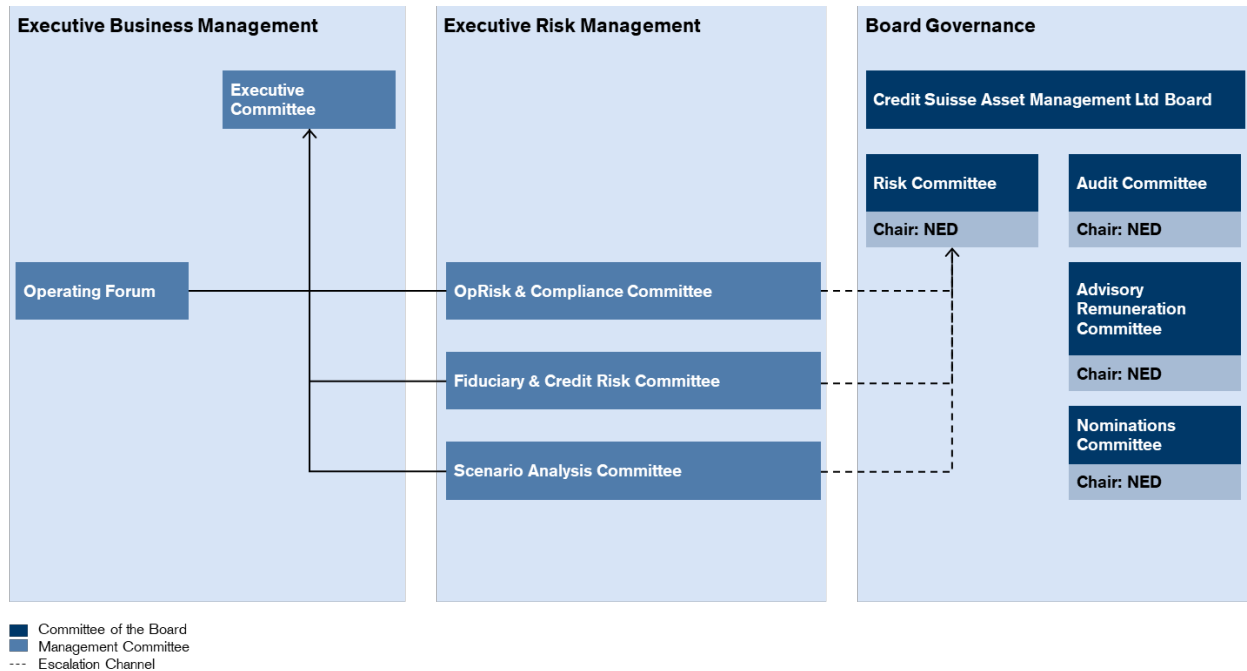 Executive Business Management
Executive
Committee
Operating Forum
Executive Risk Management
OpRisk & Compliance Committee
Fiduciary & Credit Risk Committee
Scenario Analysis Committee
Board Governance
Credit Suisse Asset Management Ltd Board
Risk Committee
Chair: NED
Audit Committee
Chair: NED
Advisory
Remuneration
Committee
Chair: NED
Nominations
Committee
Chair: NED
Committee of the Board
Management Committee
Escalation Channel